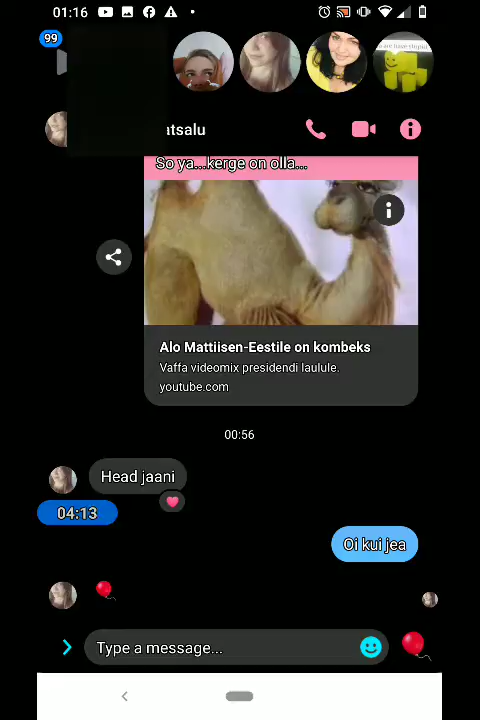 01:16
99
atsalu
So ya...kerge on olla...
Alo Mattiisen-Eestile on kombeks
Vaffa videomix presidendi laulule.
youtube.com
00:56
Head jaani
04:13
Oi kui jea
Type a message...